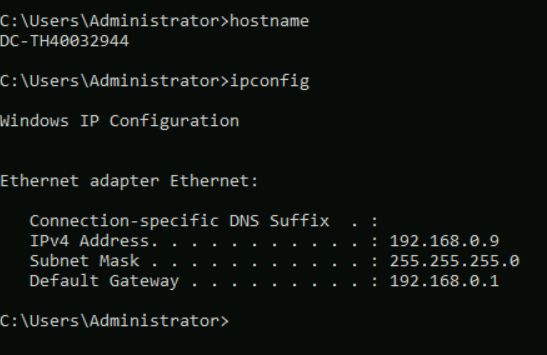 C:\Users\Administrator>hostname
DC-TH40032944
C:\Users\Administrator>ipconfig
Windows IP Configuration
Ethernet adapter Ethernet:
   Connection-specific DNS Suffix  . :
   IPv4 Address. . . . . . . . . . . : 192.168.0.9
   Subnet Mask . . . . . . . . . . . : 255.255.255.0
   Default Gateway . . . . . . . . . : 192.168.0.1
C:\Users\Administrator>